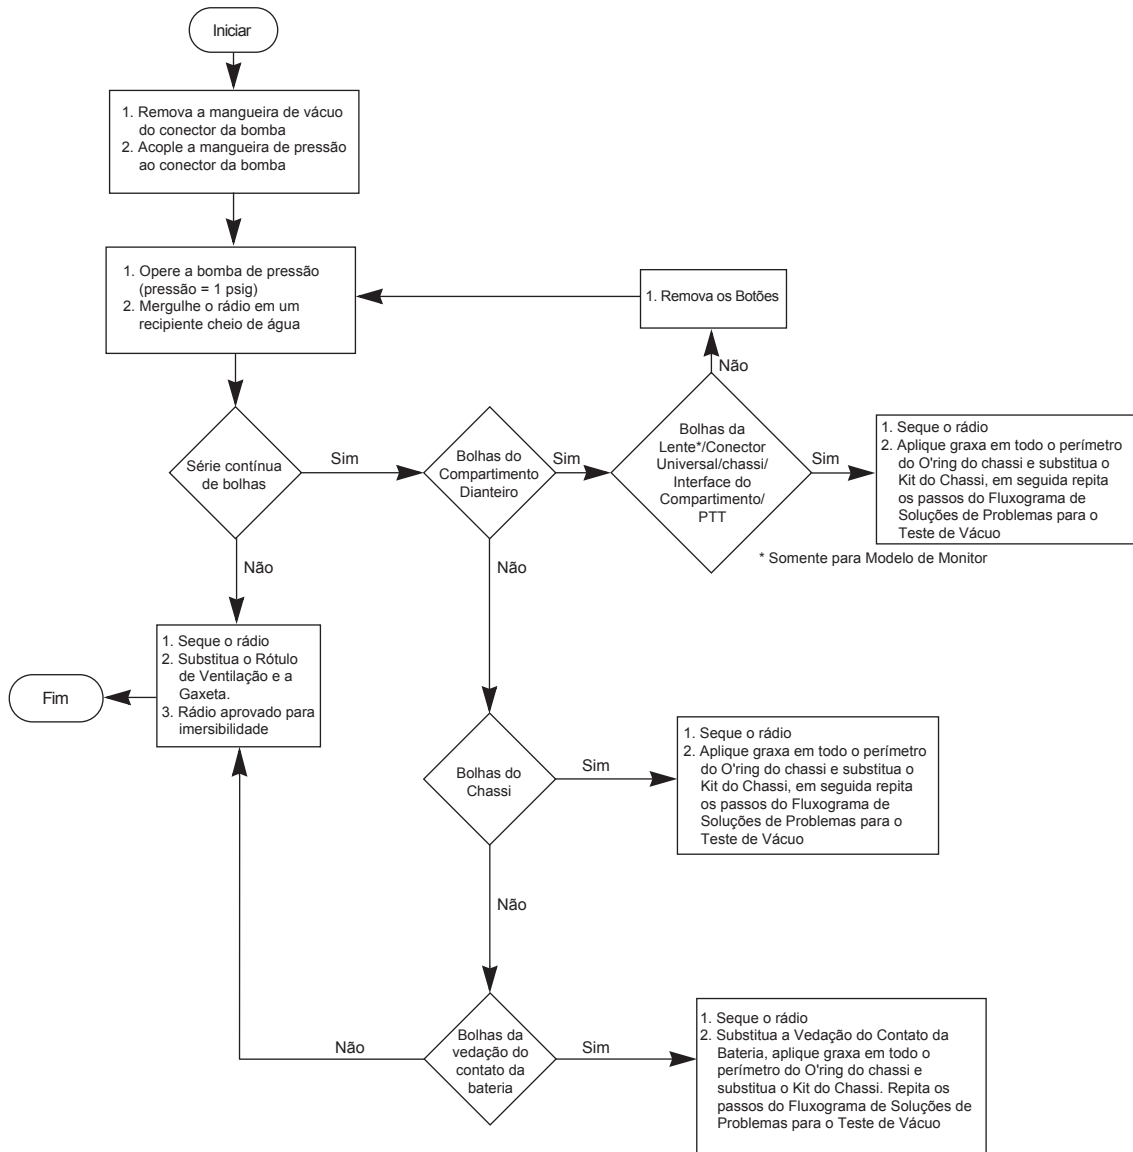 Iniciar
1. Remova a mangueira de vácuo
do conector da bomba
2. Acople a mangueira de pressão
ao conector da bomba
1. Opere a bomba de pressão
(pressão = 1 psig)
2. Mergulhe o rádio em um
recipiente cheio de água
1. Remova os Botões
Não
Série contínua
de bolhas
Sim
Bolhas do
Compartimento
Dianteiro
Sim
Bolhas da
Lente*/Conector
Universal/chassi/
Interface do
Compartimento/
PTT
Sim
1. Seque o rádio
2. Aplique graxa em todo o perímetro
do O'ring do chassi e substitua o
Kit do Chassi, em seguida repita
os passos do Fluxograma de
Soluções de Problemas para o
Teste de Vácuo
* Somente para Modelo de Monitor
Não
Não
1. Seque o rádio
2. Substitua o Rótulo
de Ventilação e a
Gaxeta.
3. Rádio aprovado para
imersibilidade
Fim
Bolhas do
Chassi
Sim
1. Seque o rádio
2. Aplique graxa em todo o perímetro
do O'ring do chassi e substitua o
Kit do Chassi, em seguida repita
os passos do Fluxograma de
Soluções de Problemas para o
Teste de Vácuo
Não
Bolhas da
vedação do
contato da
bateria
Não
Sim
1. Seque o rádio
2. Substitua a Vedação do Contato da
Bateria, aplique graxa em todo o
perímetro do O'ring do chassi e
substitua o Kit do Chassi. Repita os
passos do Fluxograma de Soluções de
Problemas para o Teste de Vácuo